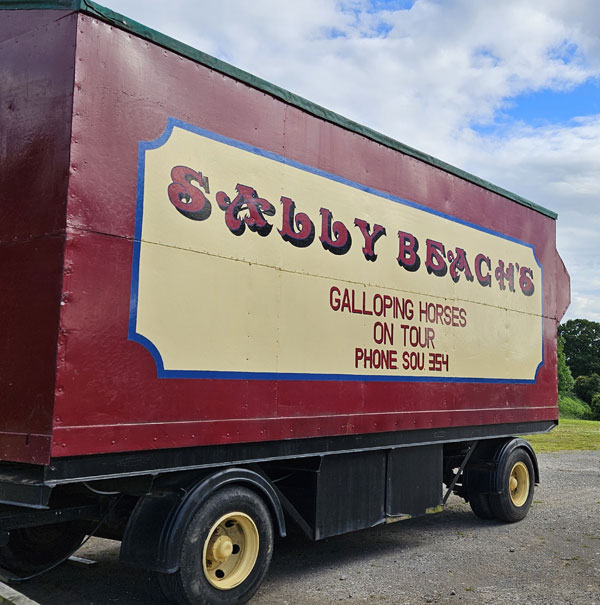 SALLY BEACH'S
GALLOPING HORSES
ON TOUR
PHONE. SOU. 354